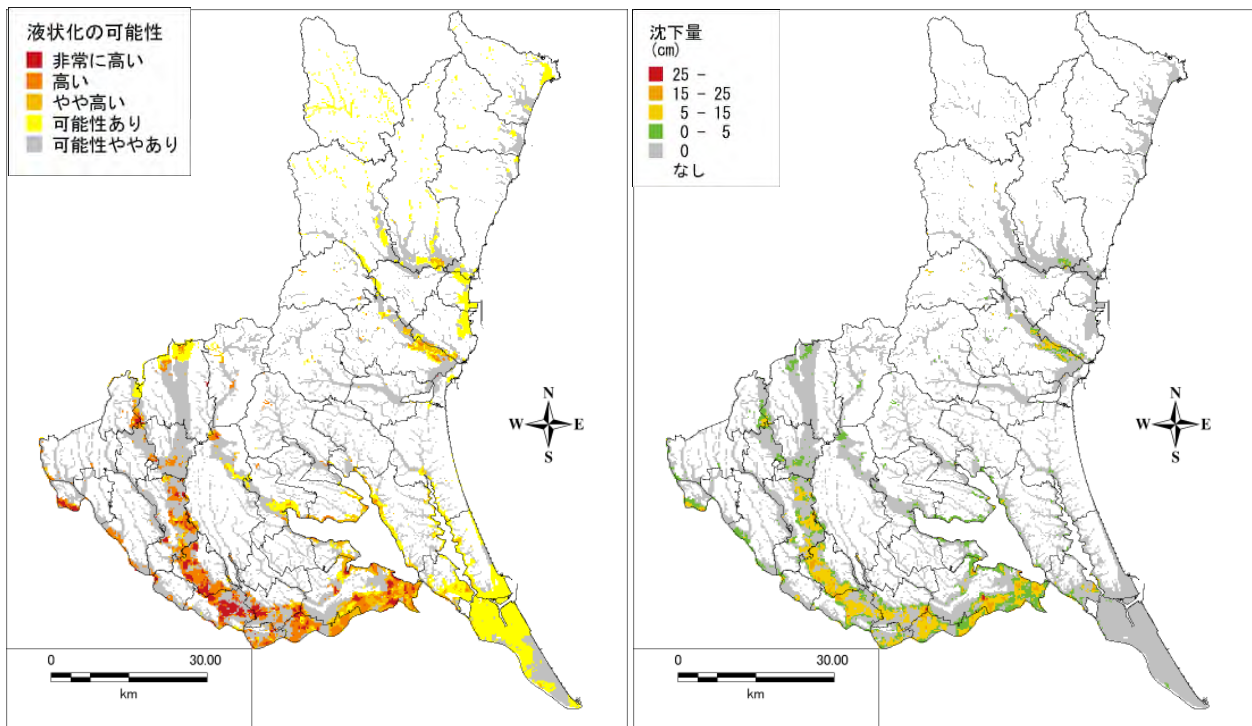 液状化の可能性
非常に高い
高い
やや高い
可能性あり
可能性ややあり
N
W E
S
0 30.00
km
沈下量
(cm)
25 -
15 - 25
5 - 15
0 - 5
0
なし
N
W E
S
0 30.00
km